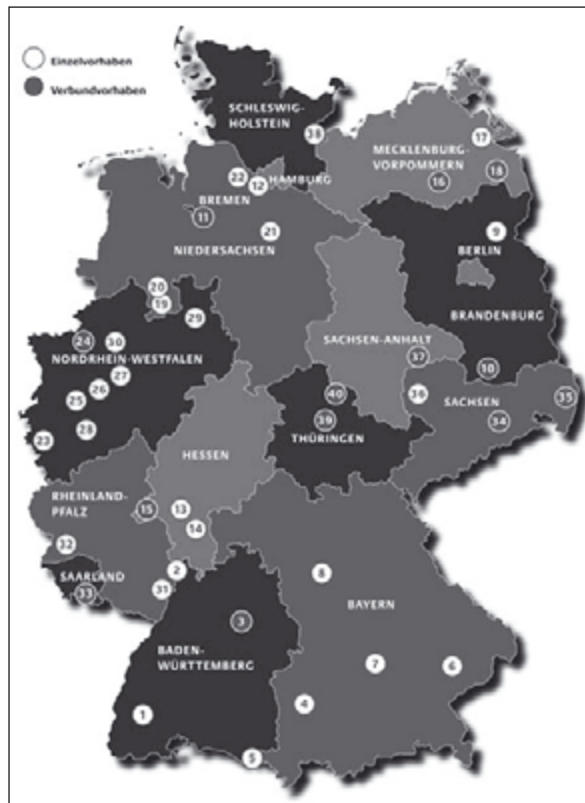 Einzelvorhaben
Verbundvorhaben
SCHLESWIG-
HOLSTEIN
38
MECKLENBURG-
VORPOMMERN
17
18
16
22
12
HAMBURG
BREMEN
11
21
NIEDERSACHSEN
9
BERLIN
BRANDENBURG
20
19
29
24
30
NORDRHEIN-WESTFALEN
27
26
25
28
23
SACHSEN-ANHALT
37
10
36
SACHSEN
35
34
40
39
THÜRINGEN
HESSEN
RHEINLAND-
PFALZ
15
13
14
32
SAARLAND
33
2
31
8
BAYERN
3
BADEN-
WÜRTTEMBERG
7
6
4
1
5